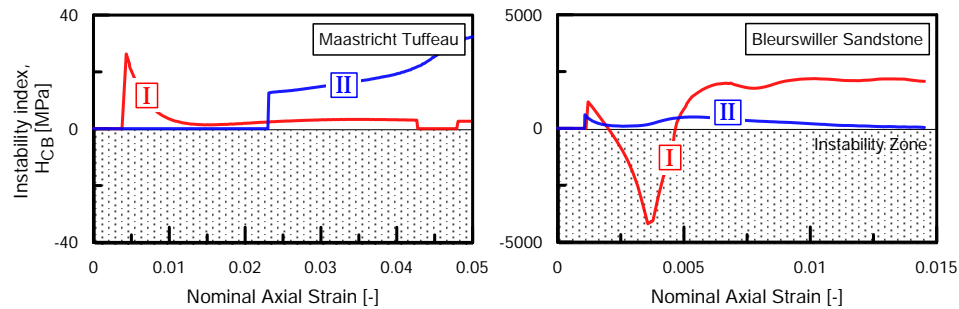 Instability index,
H_CB [MPa]
40
0
-40
Maastricht Tuffeau
I
II
0
0.01
0.02
0.03
0.04
0.05
Nominal Axial Strain [-]
5000
0
-5000
Bleurswiller Sandstone
II
I
Instability Zone
0
0.005
0.01
0.015
Nominal Axial Strain [-]